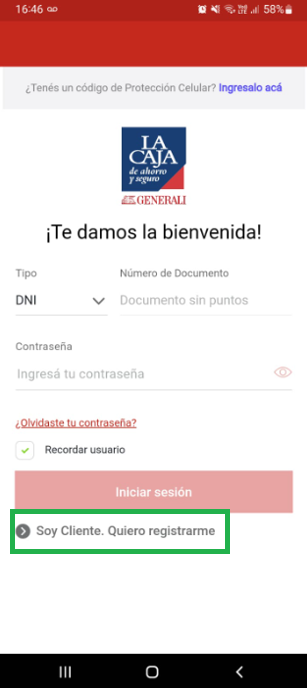 16:46
58%
¿Tenés un código de Protección Celular? Ingresalo acá
LA
CAJA
de ahorro
y seguro
GENERALI
¡Te damos la bienvenida!
Tipo
Número de Documento
DNI
Documento sin puntos
Contraseña
Ingresá tu contraseña
¿Olvidaste tu contraseña?
Recordar usuario
Iniciar sesión
Soy Cliente. Quiero registrarme